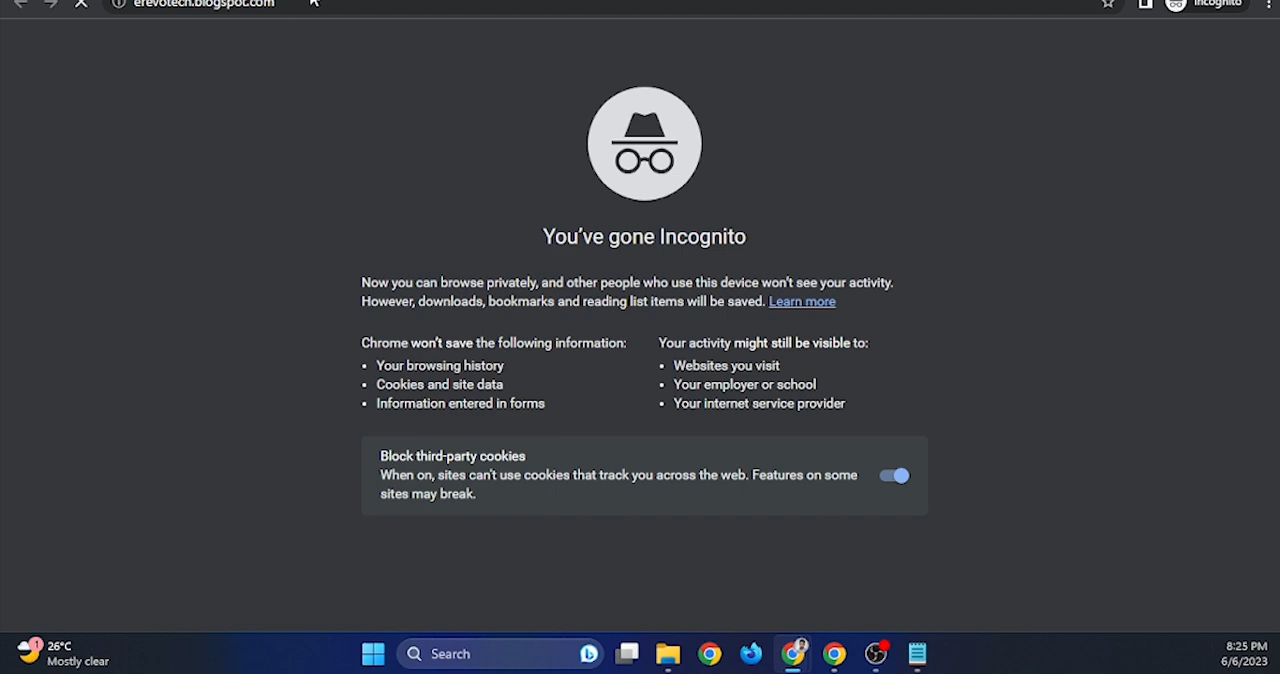 erevotech.blogspot.com
Incognito
You've gone Incognito
Now you can browse privately, and other people who use this device won't see your activity.
However, downloads, bookmarks and reading list items will be saved. Learn more
Chrome won't save the following information:
Your browsing history
Cookies and site data
Information entered in forms
Your activity might still be visible to:
Websites you visit
Your employer or school
Your internet service provider
Block third-party cookies
When on, sites can't use cookies that track you across the web. Features on some
sites may break.
1
26°C
Mostly clear
Search
8:25 PM
6/6/2023